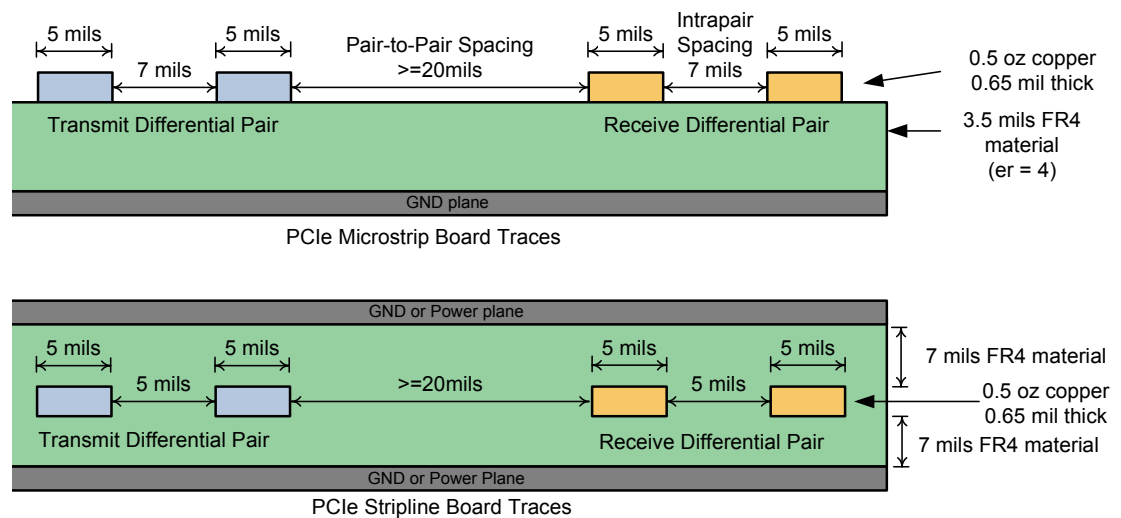 5 mils
5 mils
Pair-to-Pair Spacing
>=20mils
5 mils
Intrapair
Spacing
7 mils
5 mils
7 mils
0.5 oz copper
0.65 mil thick
Transmit Differential Pair
Receive Differential Pair
3.5 mils FR4
material
(er = 4)
GND plane
PCIe Microstrip Board Traces
GND or Power plane
5 mils
5 mils
5 mils
5 mils
7 mils FR4 material
5 mils
>=20mils
5 mils
0.5 oz copper
0.65 mil thick
Transmit Differential Pair
Receive Differential Pair
7 mils FR4 material
GND or Power Plane
PCIe Stripline Board Traces